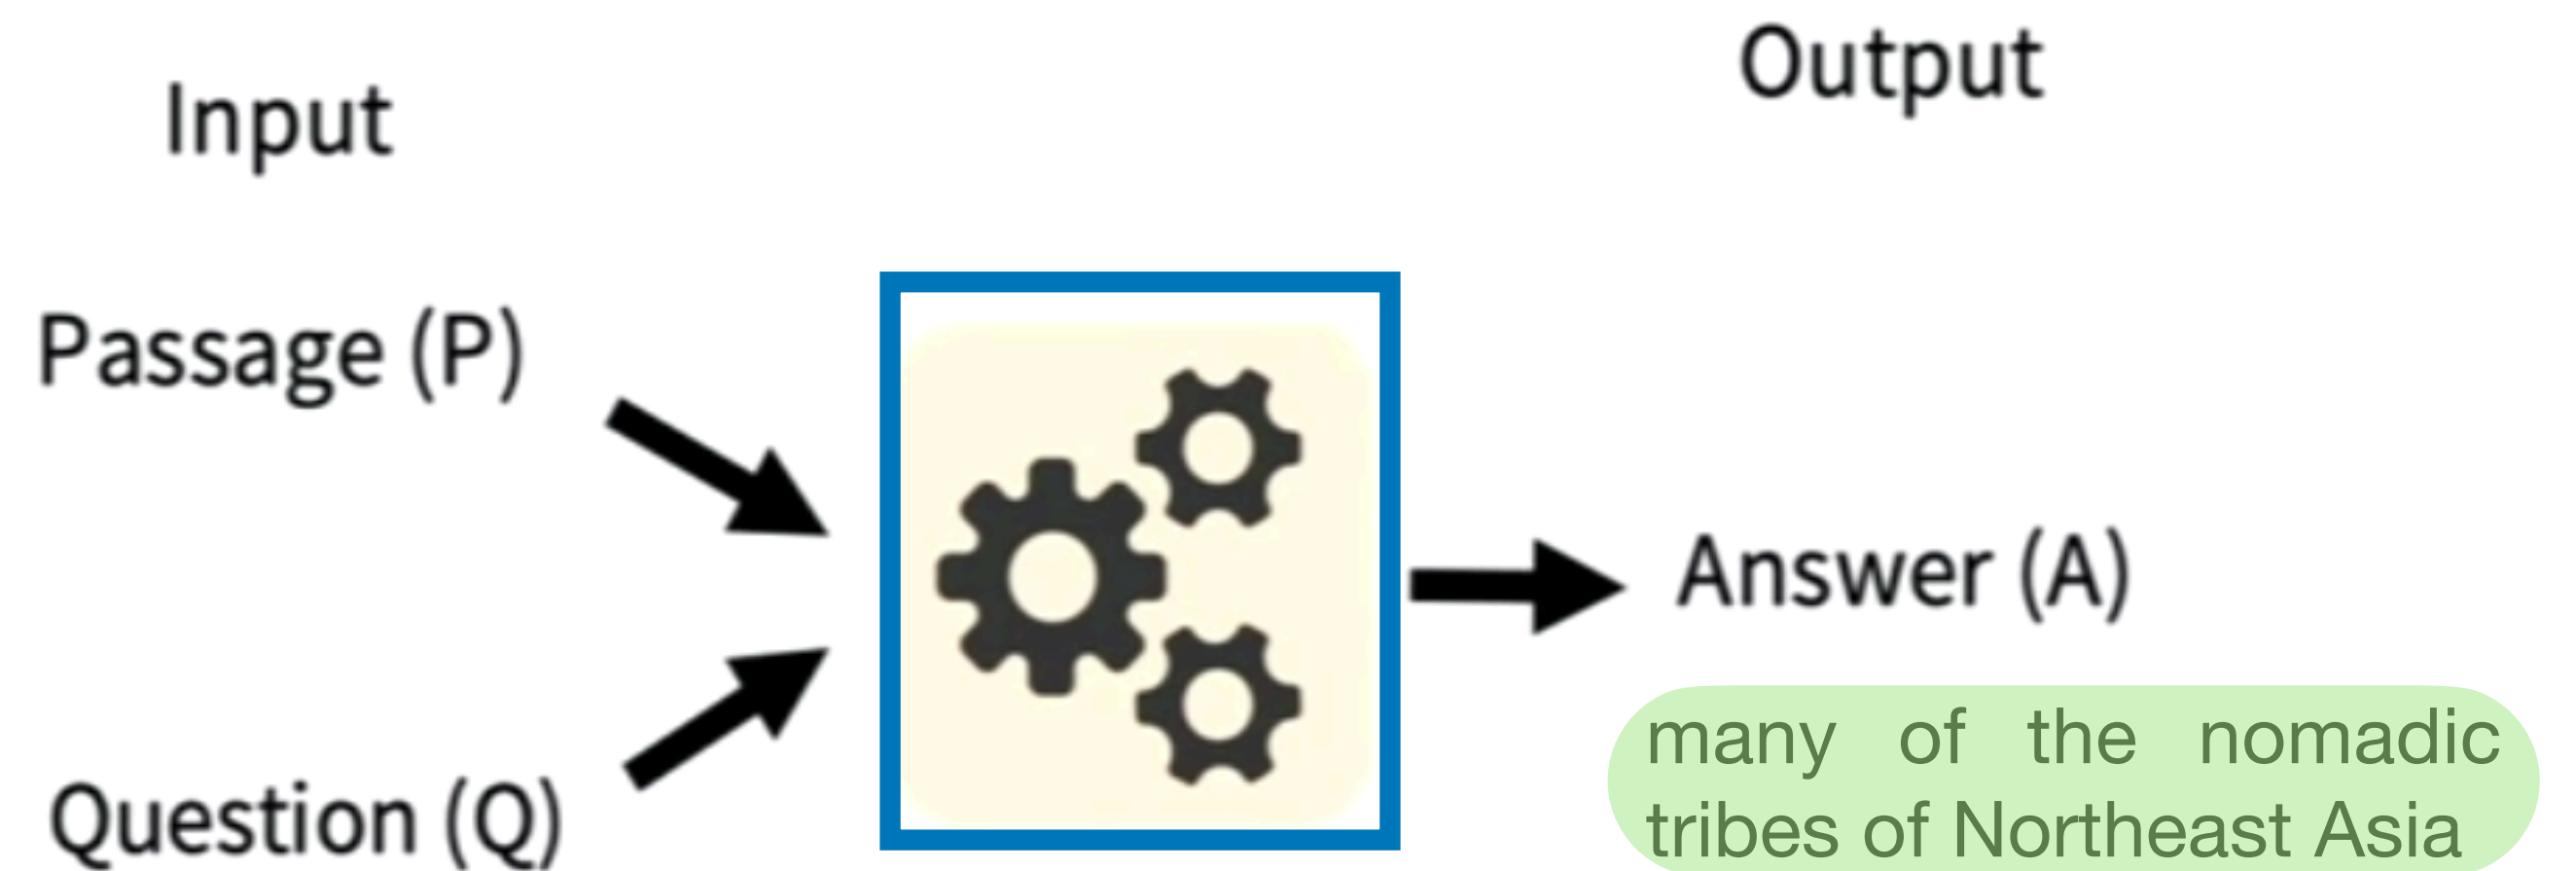 Input
Output
Passage (P)
Question (Q)
Answer (A)
many of the nomadic
tribes of Northeast Asia